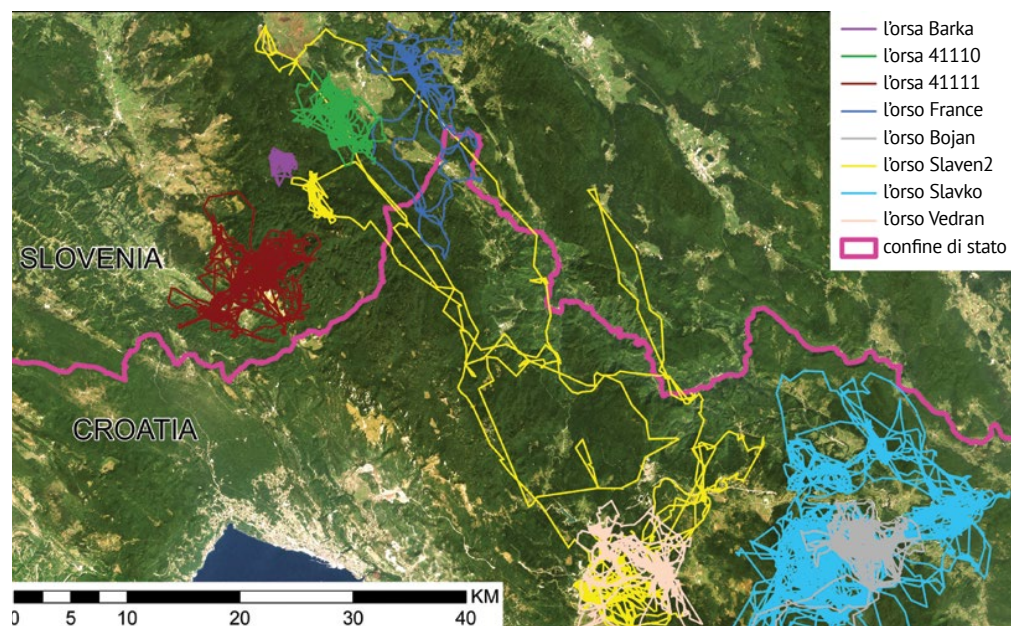 l'orsa Barka
l'orsa 41110
l'orsa 41111
l'orso France
l'orso Bojan
l'orso Slaven2
l'orso Slavko
l'orso Vedran
confine di stato
SLOVENIA
CROATIA
KM
0 5 10 20 30 40